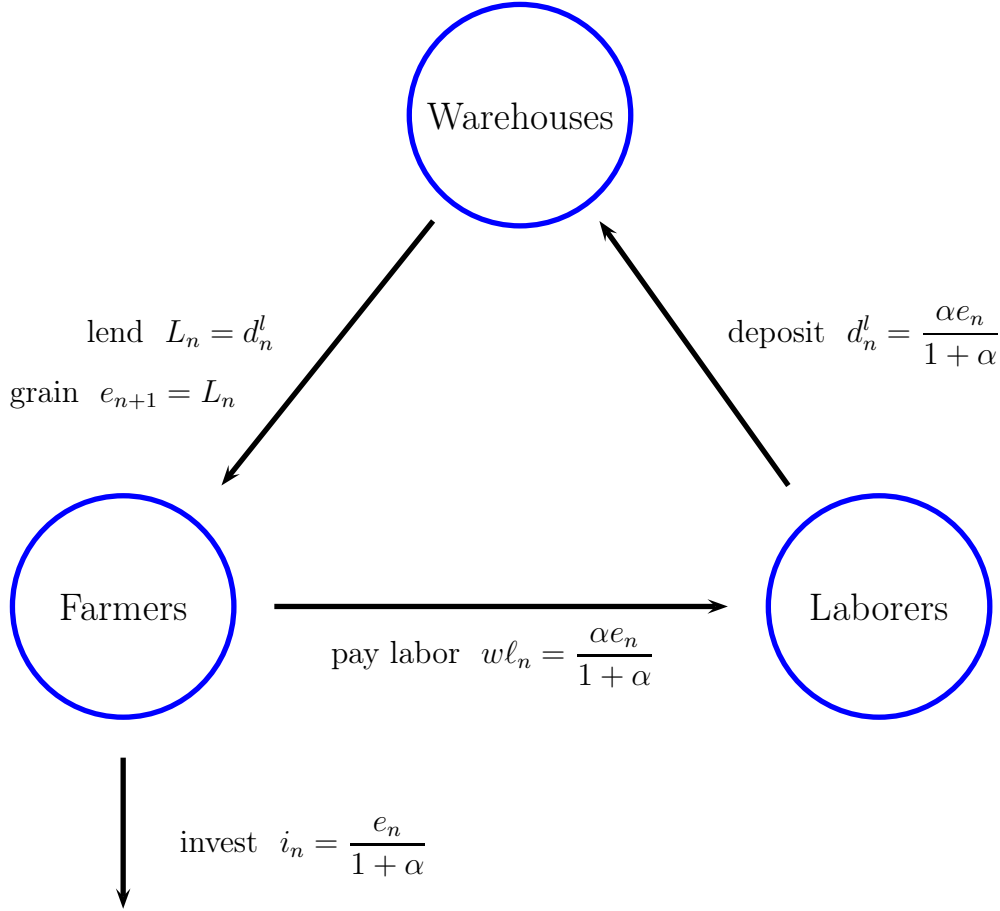 Warehouses
lend $L_n = d_n^l$
deposit $d_n^l = \frac{\alpha e_n}{1 + \alpha}$
grain $e_{n+1} = L_n$
Farmers
Laborers
pay labor $w\ell_n = \frac{\alpha e_n}{1 + \alpha}$
invest $i_n = \frac{e_n}{1 + \alpha}$